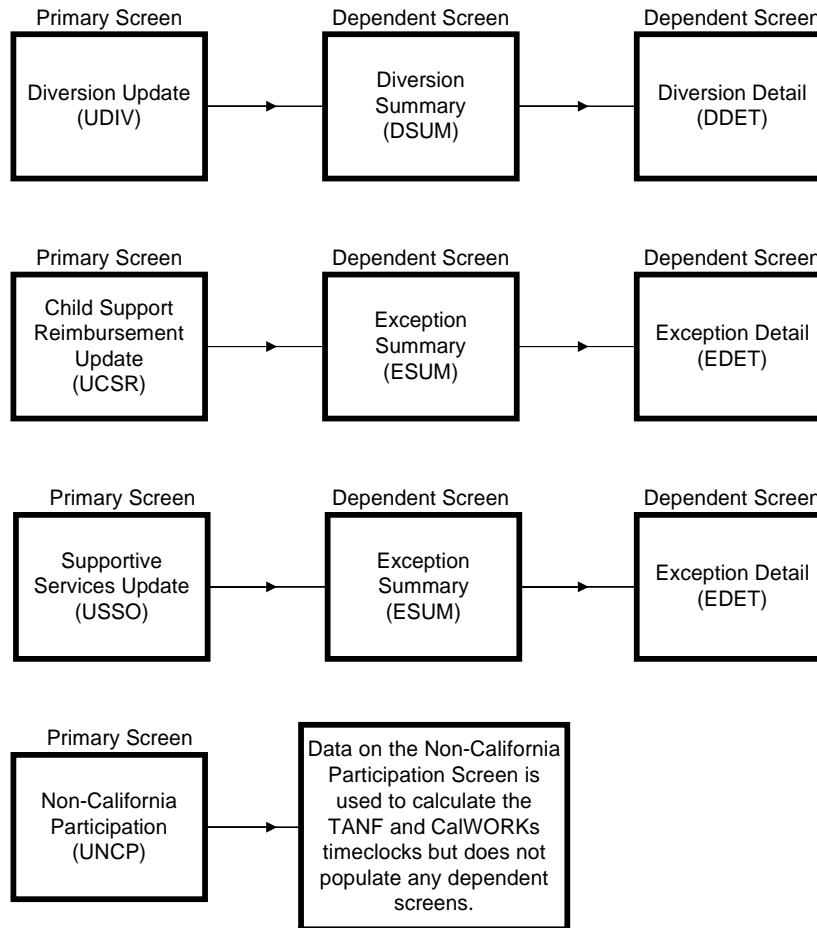 Primary Screen
Dependent Screen
Dependent Screen
Diversion Update
(UDIV)
Diversion
Summary
(DSUM)
Diversion Detail
(DDET)
Primary Screen
Dependent Screen
Dependent Screen
Child Support
Reimbursement
Update
(UCSR)
Exception
Summary
(ESUM)
Exception Detail
(EDET)
Primary Screen
Dependent Screen
Dependent Screen
Supportive
Services Update
(USSO)
Exception
Summary
(ESUM)
Exception Detail
(EDET)
Primary Screen
Non-California
Participation
(UNCP)
Data on the Non-California
Participation Screen is
used to calculate the
TANF and CalWORKs
timeclocks but does not
populate any dependent
screens.